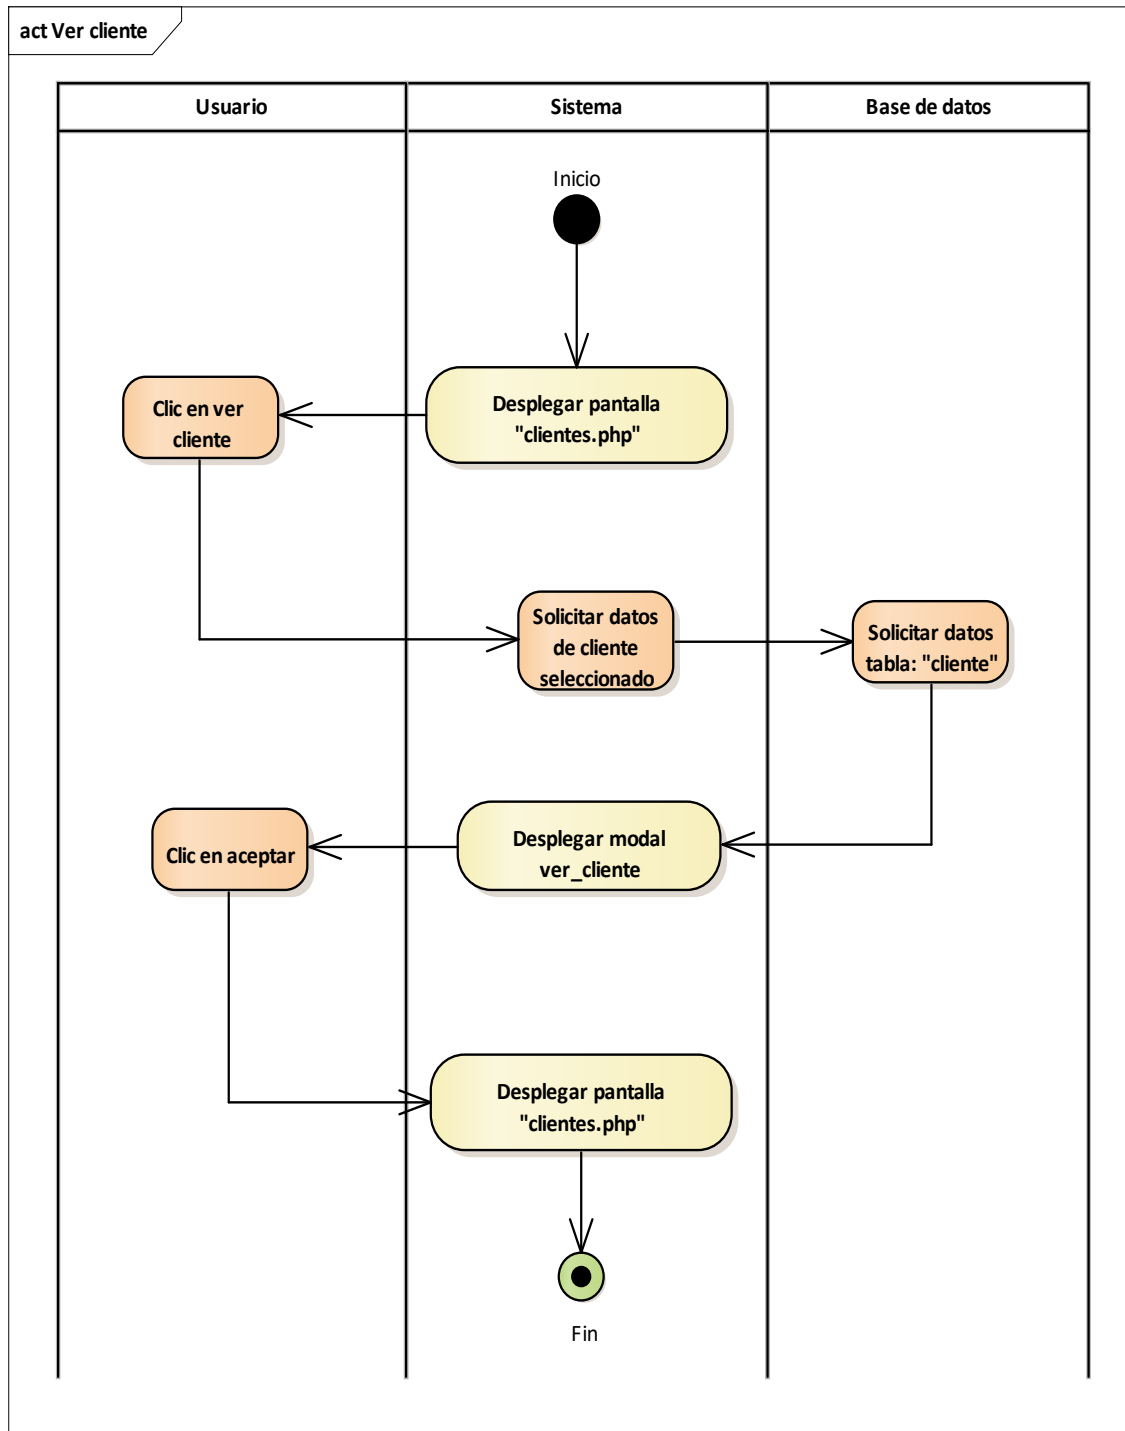 act Ver cliente
Usuario
Sistema
Base de datos
Inicio
Desplegar pantalla
"clientes.php"
Clic en ver
cliente
Solicitar datos
de cliente
seleccionado
Solicitar datos
tabla: "cliente"
Desplegar modal
ver_cliente
Clic en aceptar
Desplegar pantalla
"clientes.php"
Fin